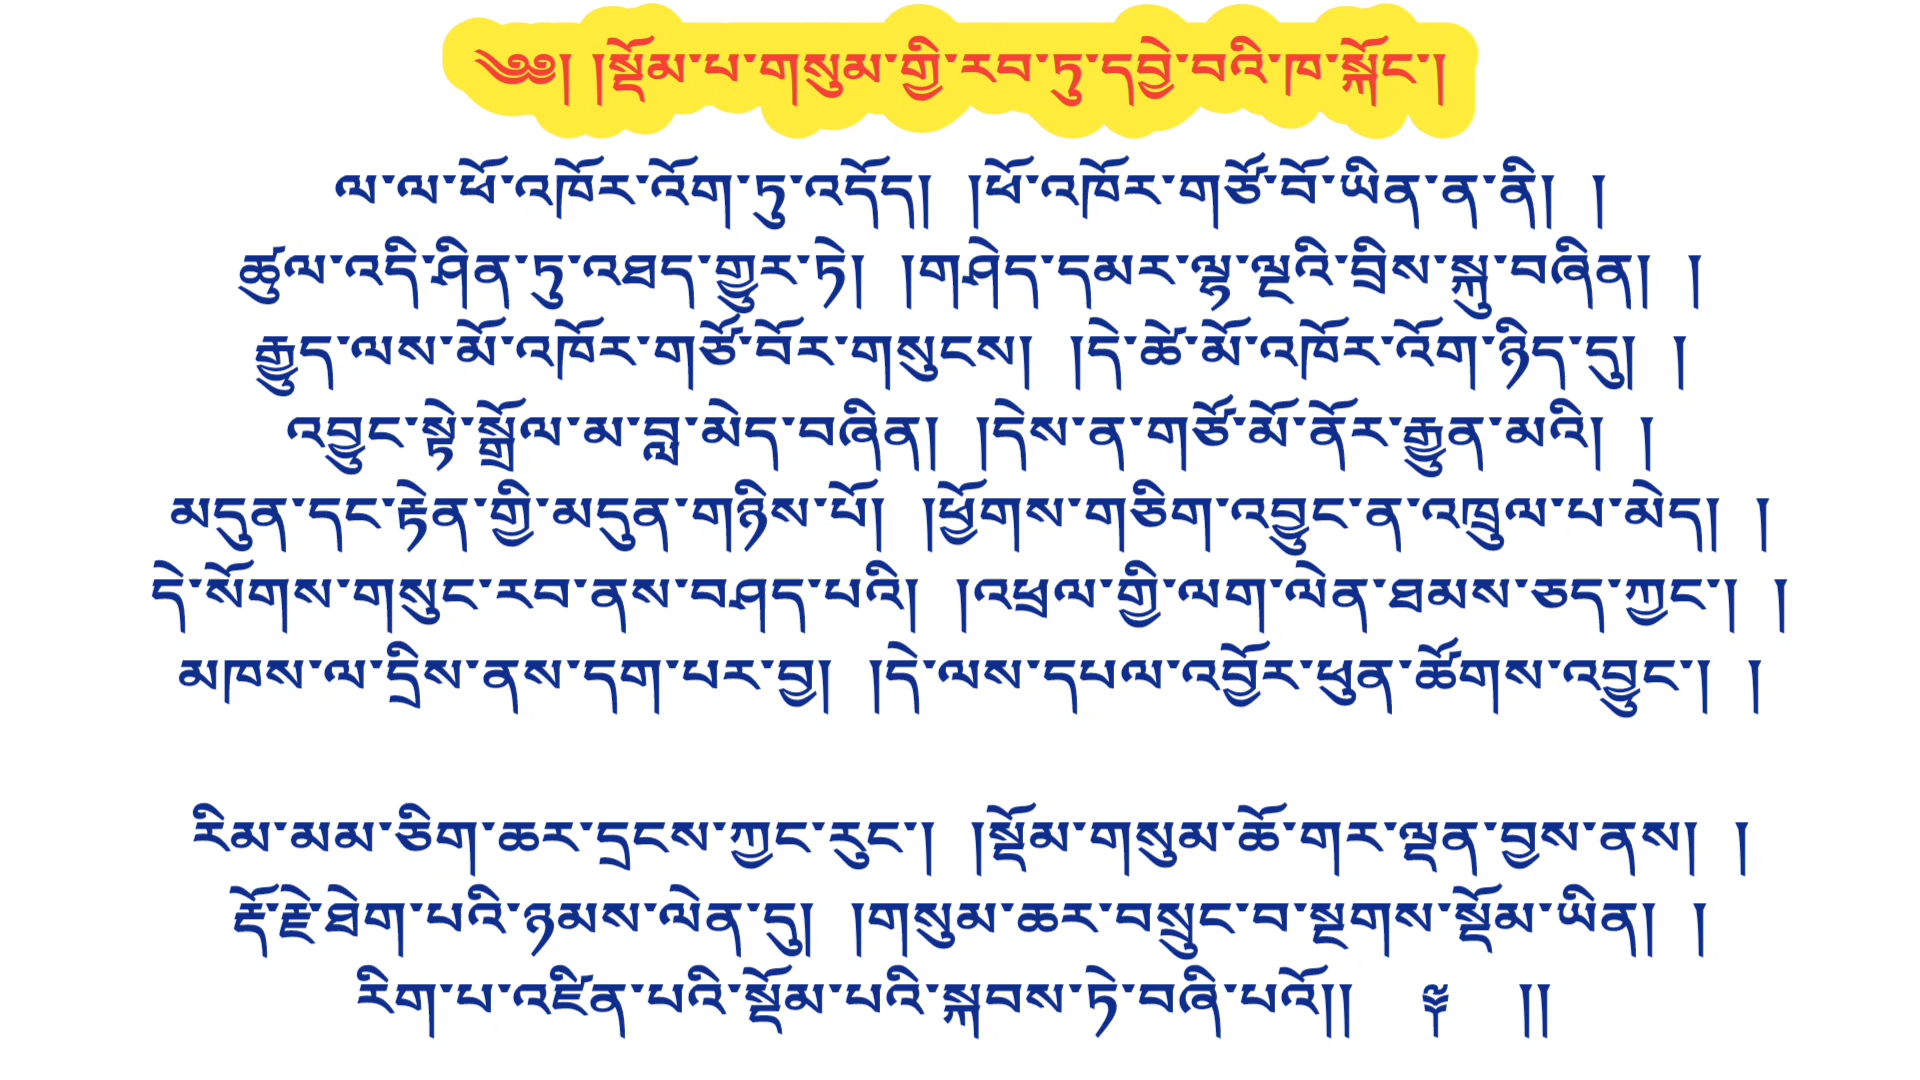 ༄༅། །སྡོམ་པ་གསུམ་གྱི་རབ་ཏུ་དབྱེ་བའི་ཁ་སྐོང་།
ལ་ལ་ཕོ་འཁོར་འོག་ཏུ་འདོད། །ཕོ་འཁོར་གཙོ་བོ་ཡིན་ན་ནི། །
ཚུལ་འདི་ཤིན་ཏུ་འཐད་གྱུར་ཏེ། །གཤེད་དམར་ལྷ་ལྔའི་བྲིས་སྐུ་བཞིན། །
རྒྱུད་ལས་མོ་འཁོར་གཙོ་བོར་གསུངས། །དེ་ཚེ་མོ་འཁོར་འོག་ཉིད་དུ། །
འབྱུང་སྟེ་སྒྲོལ་མ་བླ་མེད་བཞིན། །དེས་ན་གཙོ་མོ་ནོར་རྒྱུན་མའི། །
མདུན་དང་རྟེན་གྱི་མདུན་གཉིས་པོ། །ཕྱོགས་གཅིག་འབྱུང་ན་འཁྲུལ་པ་མེད། །
དེ་སོགས་གསུང་རབ་ནས་བཤད་པའི། །འཕྲལ་གྱི་ལག་ལེན་ཐམས་ཅད་ཀྱང་། །
མཁས་ལ་དྲིས་ནས་དག་པར་བྱ། །དེ་ལས་དཔལ་འབྱོར་ཕུན་ཚོགས་འབྱུང་། །
རིམ་མམ་ཅིག་ཆར་དྲངས་ཀྱང་རུང་། །སྡོམ་གསུམ་ཆོ་གར་ལྡན་བྱས་ནས། །
རྡོ་རྗེ་ཐེག་པའི་ཉམས་ལེན་དུ། །གསུམ་ཆར་བསྲུང་བ་སྔགས་སྡོམ་ཡིན། །
རིག་པ་འཛིན་པའི་སྡོམ་པའི་སྐབས་ཏེ་བཞི་པའོ།། ༈ །།